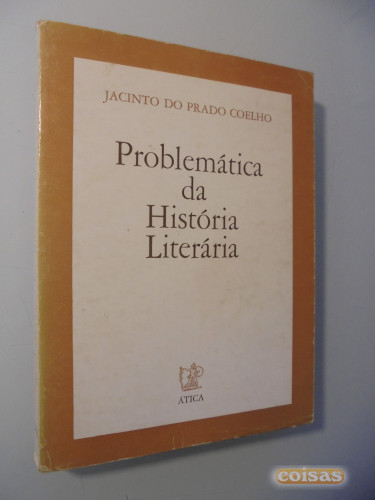 JACINTO DO PRADO COELHO
Problemática
da
História
Literária
ÁTICA
coisas